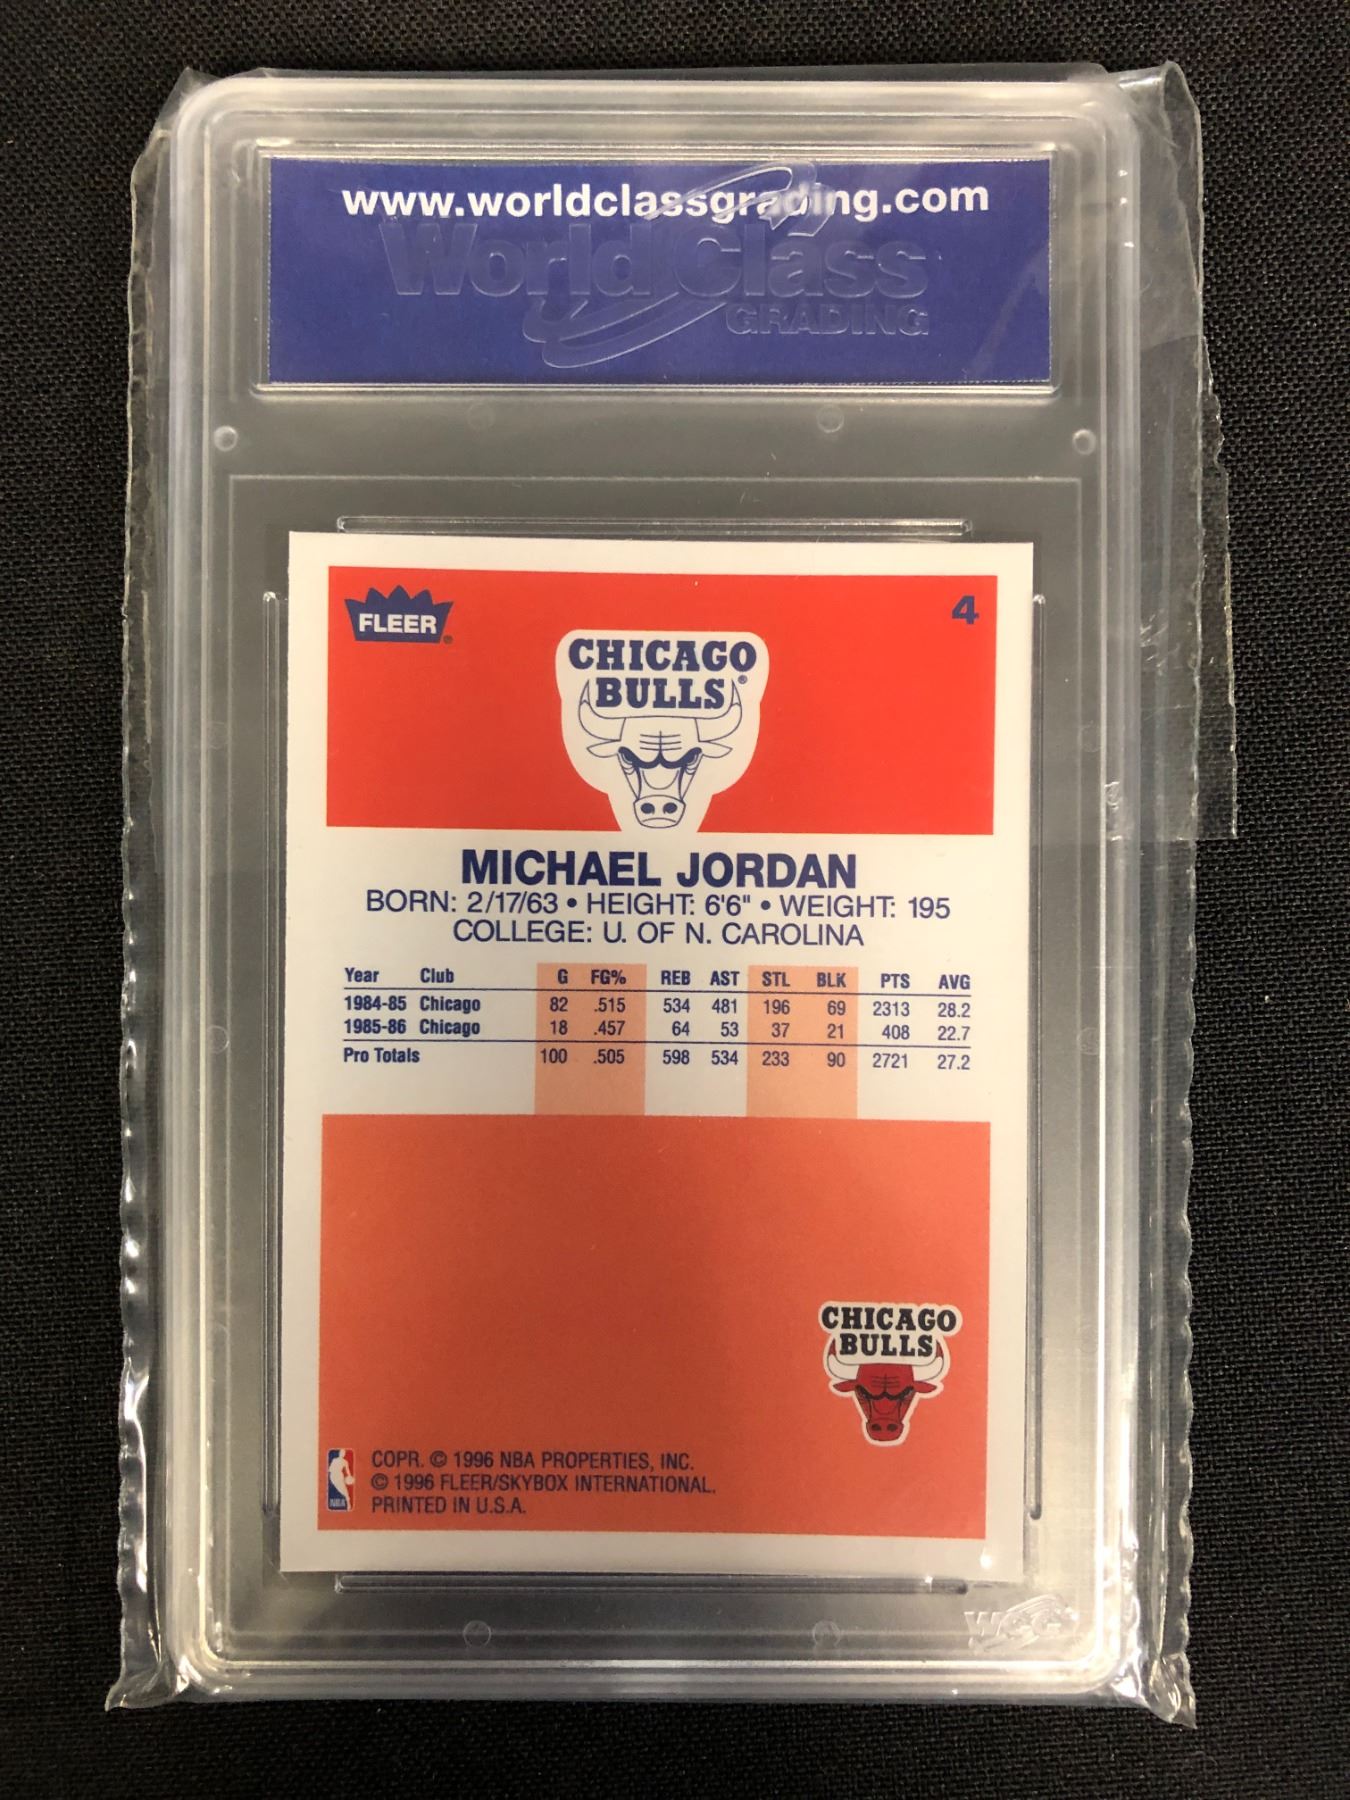 www.worldclassgrading.com
World Class
GRADING
FLEER®
4
CHICAGO
BULLS®
MICHAEL JORDAN
BORN: 2/17/63 • HEIGHT: 6'6" • WEIGHT: 195
COLLEGE: U. OF N. CAROLINA
Year Club G FG% REB AST STL BLK PTS AVG
1984-85 Chicago 82 .515 534 481 196 69 2313 28.2
1985-86 Chicago 18 .457 64 53 37 21 408 22.7
Pro Totals 100 .505 598 534 233 90 2721 27.2
CHICAGO
BULLS
NBA
COPR. © 1996 NBA PROPERTIES, INC.
© 1996 FLEER/SKYBOX INTERNATIONAL.
PRINTED IN U.S.A.
WCG